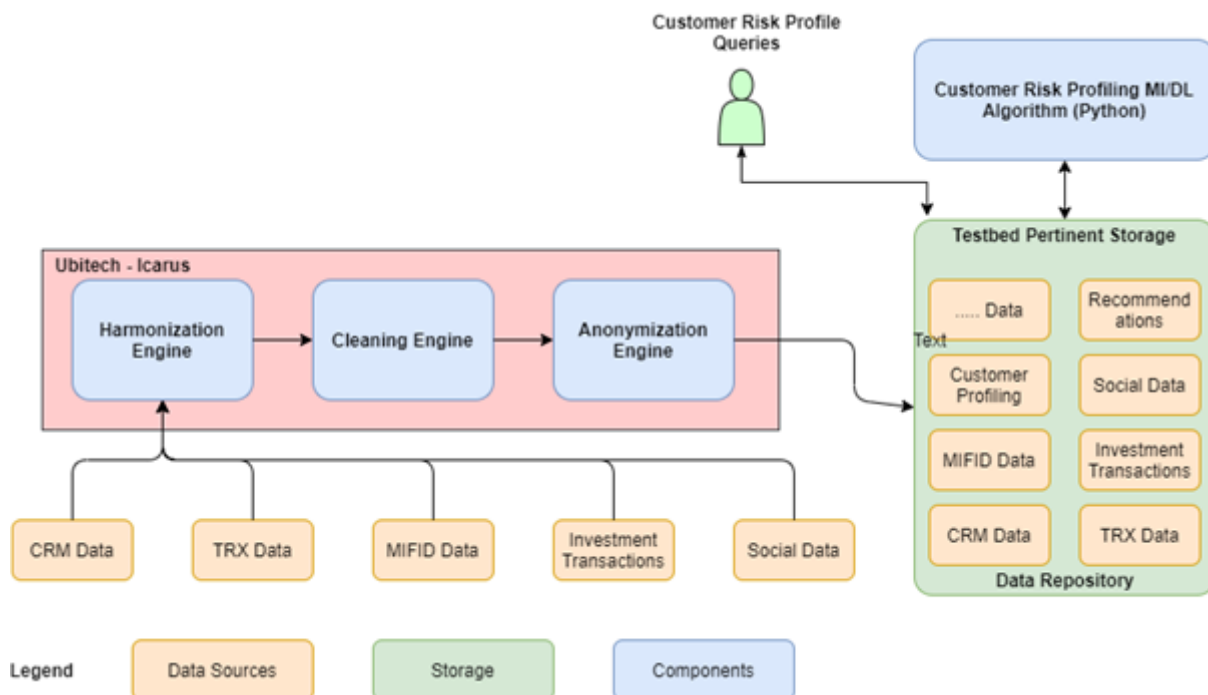 Customer Risk Profile
Queries
Customer Risk Profiling MI/DL
Algorithm (Python)
Testbed Pertinent Storage
Ubitech - Icarus
Harmonization
Engine
Cleaning Engine
Anonymization
Engine
Text
..... Data
Recommend
ations
Customer
Profiling
Social Data
MIFID Data
Investment
Transactions
CRM Data
TRX Data
Data Repository
CRM Data
TRX Data
MIFID Data
Investment
Transactions
Social Data
Legend
Data Sources
Storage
Components